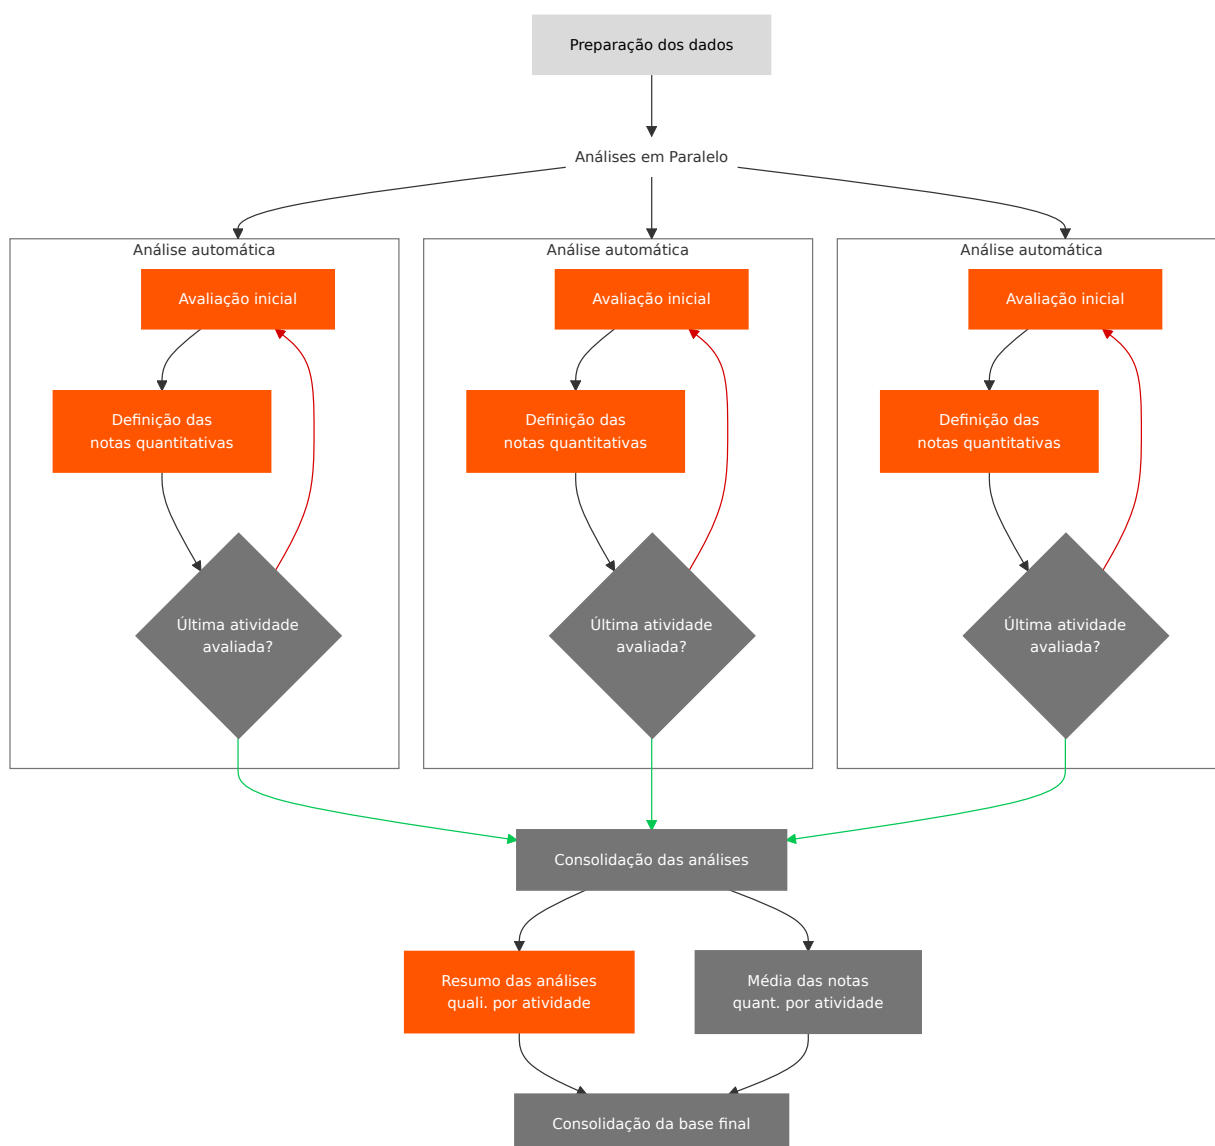 Preparação dos dados
Análises em Paralelo
Análise automática
Avaliação inicial
Definição das
notas quantitativas
Última atividade
avaliada?
Análise automática
Avaliação inicial
Definição das
notas quantitativas
Última atividade
avaliada?
Análise automática
Avaliação inicial
Definição das
notas quantitativas
Última atividade
avaliada?
Consolidação das análises
Resumo das análises
quali. por atividade
Média das notas
quant. por atividade
Consolidação da base final